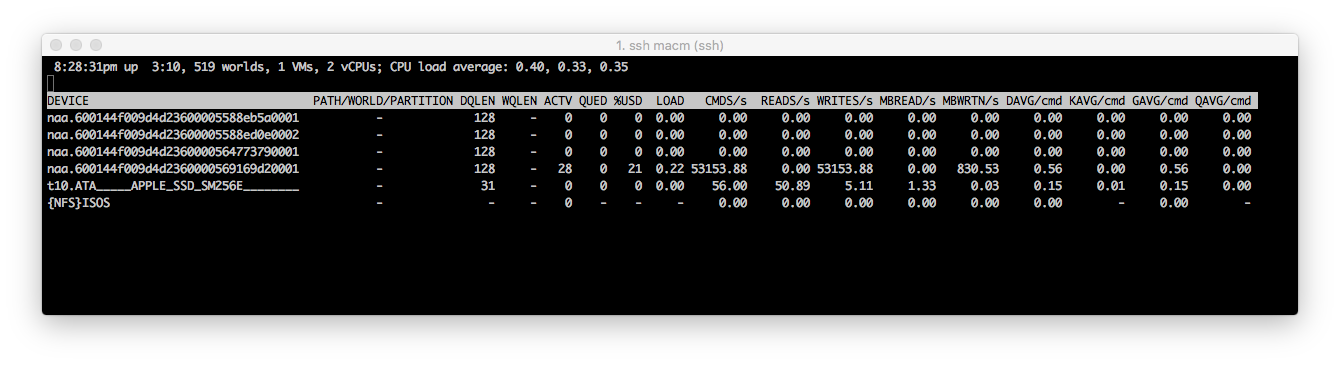 1. ssh macm (ssh)
8:28:31pm up  3:10, 519 worlds, 1 VMs, 2 vCPUs; CPU load average: 0.40, 0.33, 0.35
DEVICE PATH/WORLD/PARTITION DQLEN WQLEN ACTV QUED %USD LOAD CMDS/s READS/s WRITES/s MBREAD/s MBWRTN/s DAVG/cmd KAVG/cmd GAVG/cmd QAVG/cmd
naa.600144f009d4d23600005588eb5a0001 - 128 - 0 0 0 0.00 0.00 0.00 0.00 0.00 0.00 0.00 0.00 0.00 0.00
naa.600144f009d4d23600005588ed0e0002 - 128 - 0 0 0 0.00 0.00 0.00 0.00 0.00 0.00 0.00 0.00 0.00 0.00
naa.600144f009d4d2360000564773790001 - 128 - 0 0 0 0.00 0.00 0.00 0.00 0.00 0.00 0.00 0.00 0.00 0.00
naa.600144f009d4d2360000569169d20001 - 128 - 28 0 21 0.22 53153.88 0.00 53153.88 0.00 830.53 0.56 0.00 0.56 0.00
t10.ATA_____APPLE_SSD_SM256E________ - 31 - 0 0 0 0.00 56.00 50.89 5.11 1.33 0.03 0.15 0.01 0.15 0.00
{NFS}ISOS - - - 0 - - - 0.00 0.00 0.00 0.00 0.00 0.00 - 0.00 -